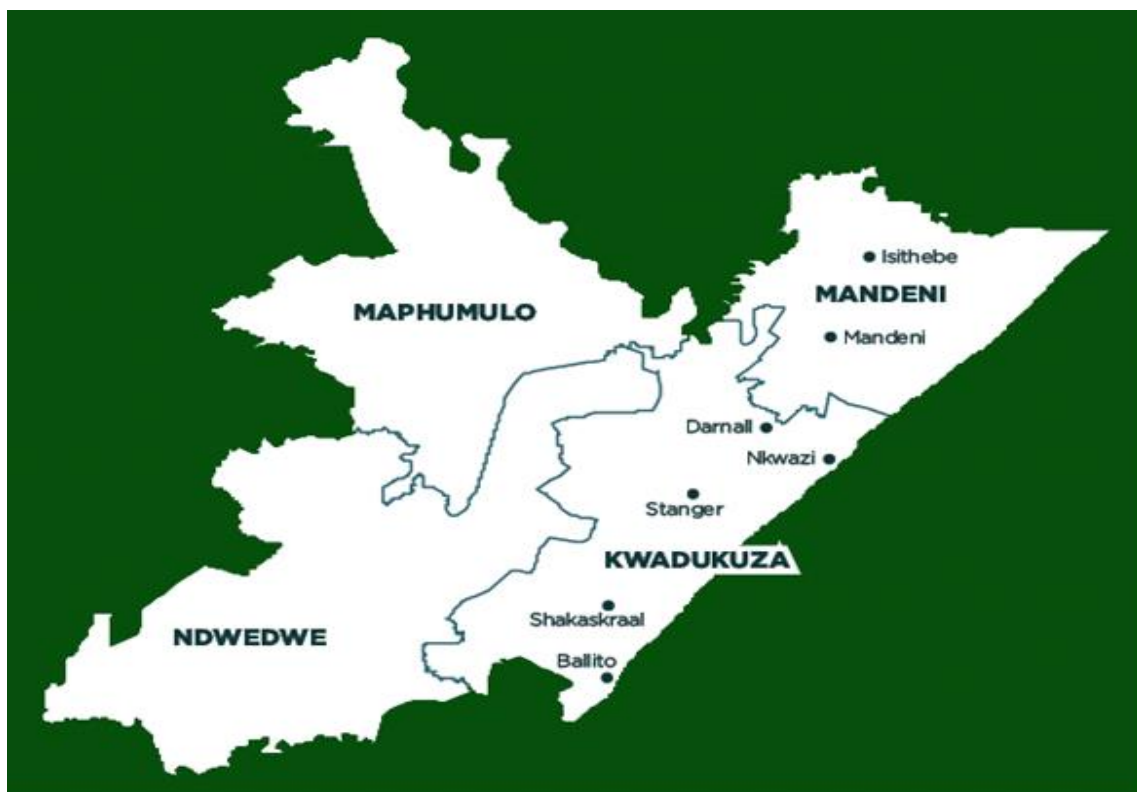 Isithebe
MANDENI
MAPHUMULO
Mandeni
Darnall
Nkwazi
Stanger
KWADUKUZA
Shakaskraal
NDWEDWE
Ballito